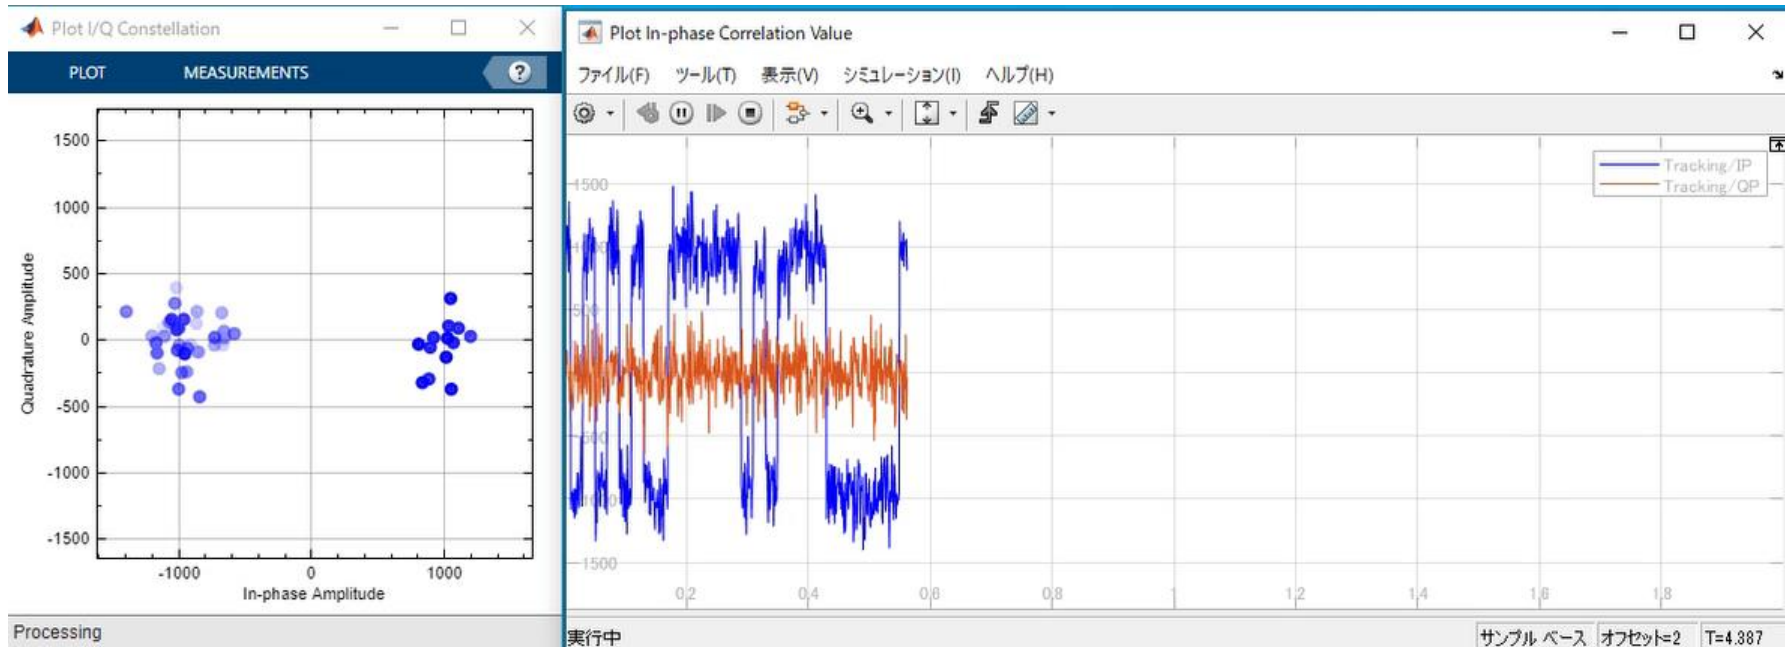 Plot I/Q Constellation
PLOT MEASUREMENTS ?
1500
1000
500
0
-500
-1000
-1500
Quadrature Amplitude
-1000 0 1000
In-phase Amplitude
Processing
Plot In-phase Correlation Value
ファイル(F) ツール(T) 表示(V) シミュレーション(I) ヘルプ(H)
Tracking/IP
Tracking/QP
1500
1000
500
-500
-1000
-1500
0.2 0.4 0.6 0.8 1 1.2 1.4 1.6 1.8
実行中
サンプル ベース オフセット=2 T=4.387